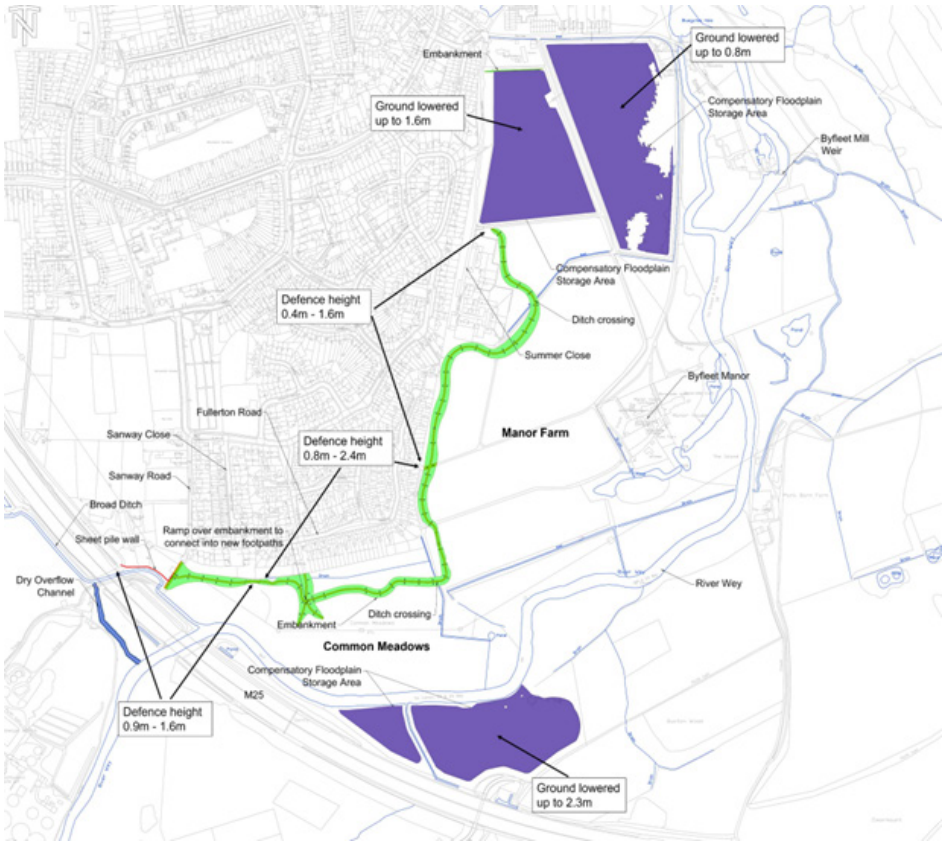 N
Ground lowered
up to 0.8m
Embankment
Ground lowered
up to 1.6m
Compensatory Floodplain
Storage Area
Byfleet Mill
Weir
Compensatory Floodplain
Storage Area
Defence height
0.4m - 1.6m
Ditch crossing
Summer Close
Byfleet Manor
Fullerton Road
Manor Farm
Defence height
0.8m - 2.4m
Sanway Close
Sanway Road
Broad Ditch
Ramp over embankment to
connect into new footpaths
Sheet pile wall
Dry Overflow
Channel
River Wey
Ditch crossing
Embankment
Common Meadows
Compensatory Floodplain
Storage Area
M25
Defence height
0.9m - 1.6m
Ground lowered
up to 2.3m